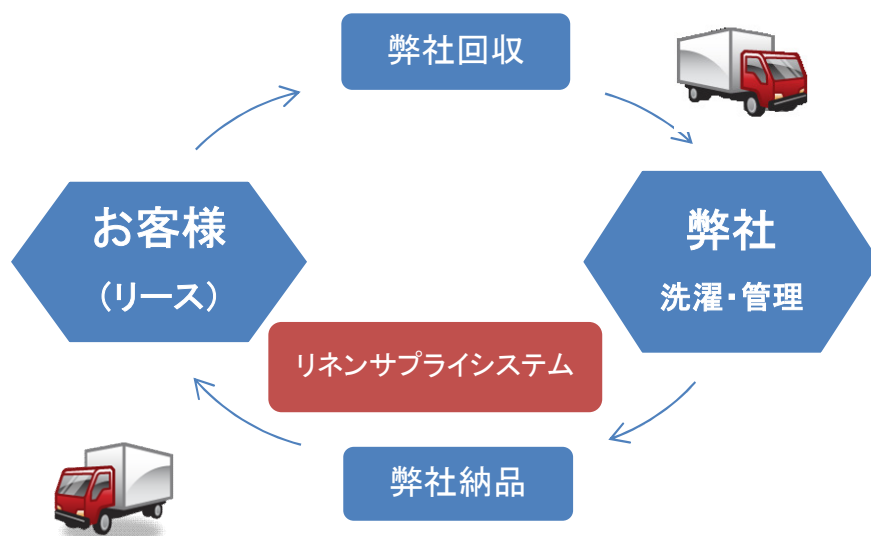 弊社回収
お客様
(リース)
弊社
洗濯・管理
リネンサプライシステム
弊社納品